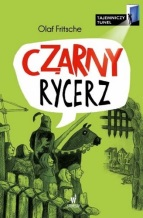 Olaf Fritsche
TAJEMNICZY
TUNEL
CZARNY
RYCERZ